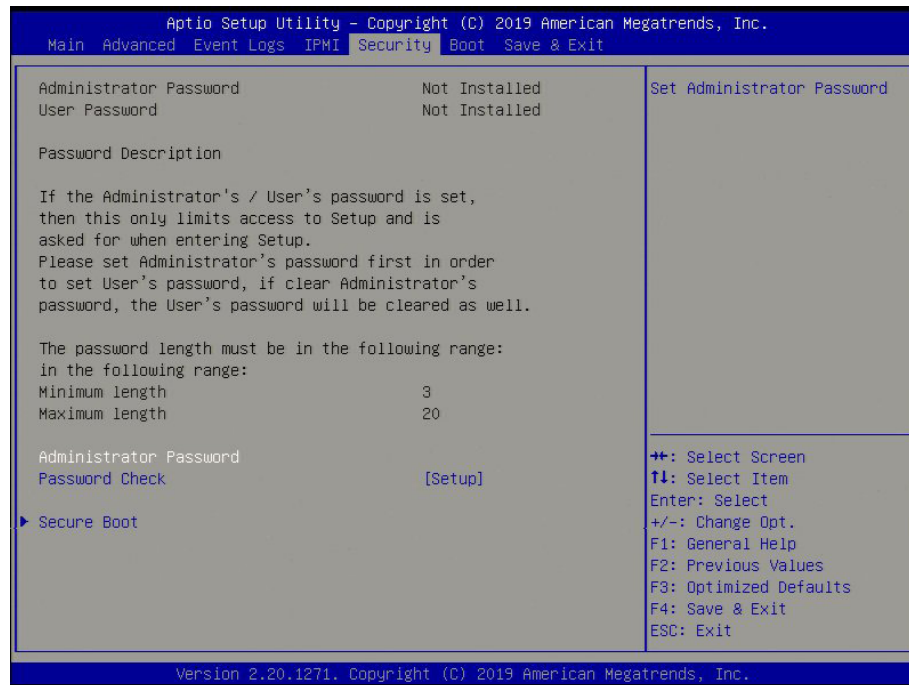 Aptio Setup Utility – Copyright (C) 2019 American Megatrends, Inc.
Main Advanced Event Logs IPMI Security Boot Save & Exit
Administrator Password Not Installed
User Password Not Installed
Password Description
If the Administrator's / User's password is set,
then this only limits access to Setup and is
asked for when entering Setup.
Please set Administrator's password first in order
to set User's password, if clear Administrator's
password, the User's password will be cleared as well.
The password length must be in the following range:
in the following range:
Minimum length 3
Maximum length 20
Administrator Password
Password Check [Setup]
▶ Secure Boot
Set Administrator Password
→←: Select Screen
↑↓: Select Item
Enter: Select
+/-: Change Opt.
F1: General Help
F2: Previous Values
F3: Optimized Defaults
F4: Save & Exit
ESC: Exit
Version 2.20.1271. Copyright (C) 2019 American Megatrends, Inc.